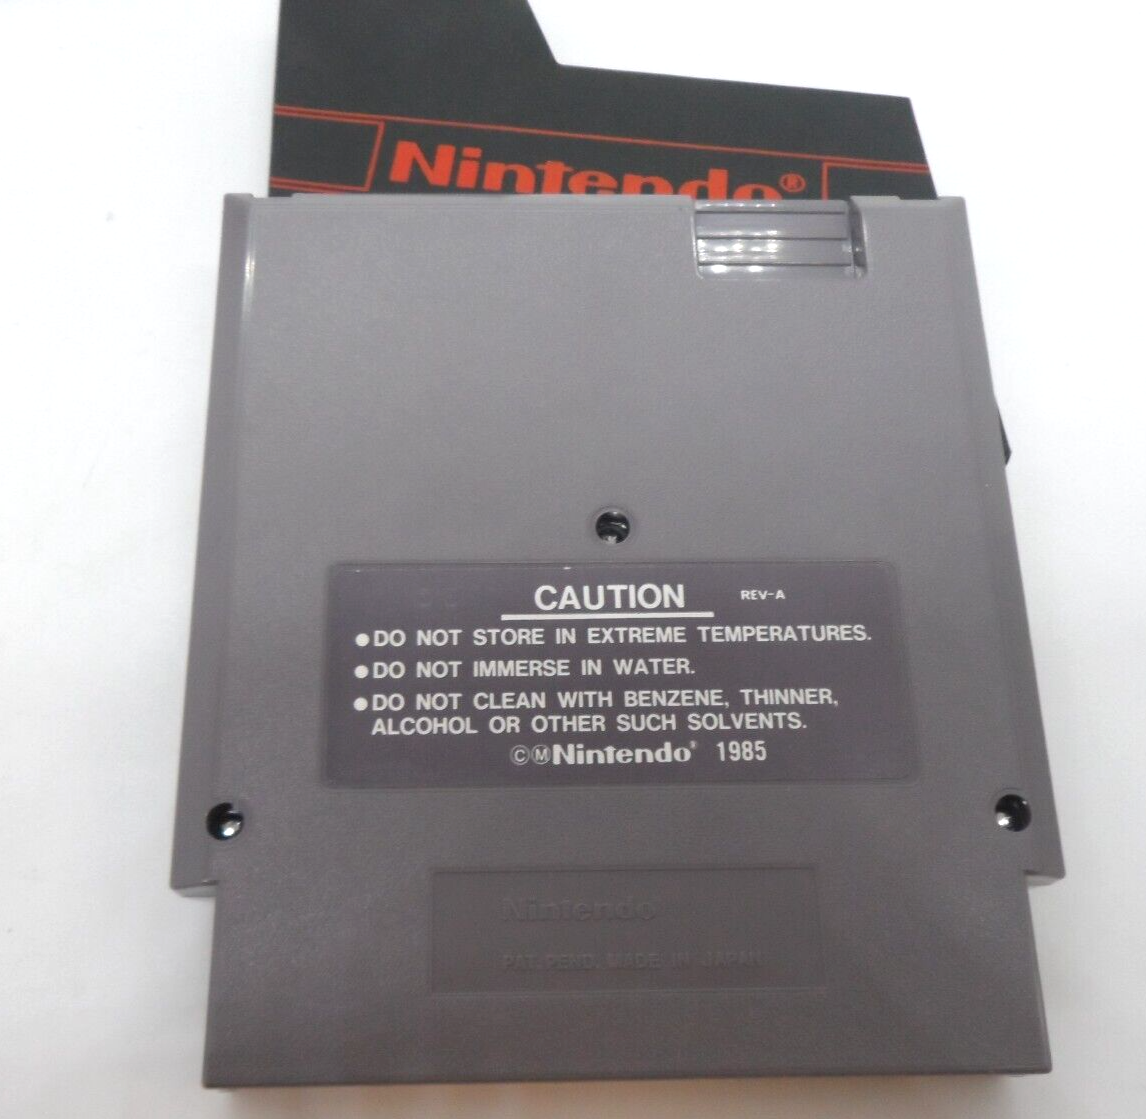 Nintendo®
CAUTION REV-A
●DO NOT STORE IN EXTREME TEMPERATURES.
●DO NOT IMMERSE IN WATER.
●DO NOT CLEAN WITH BENZENE, THINNER,
ALCOHOL OR OTHER SUCH SOLVENTS.
ⒸⓂNintendo® 1985
Nintendo
PAT. PEND. MADE IN JAPAN